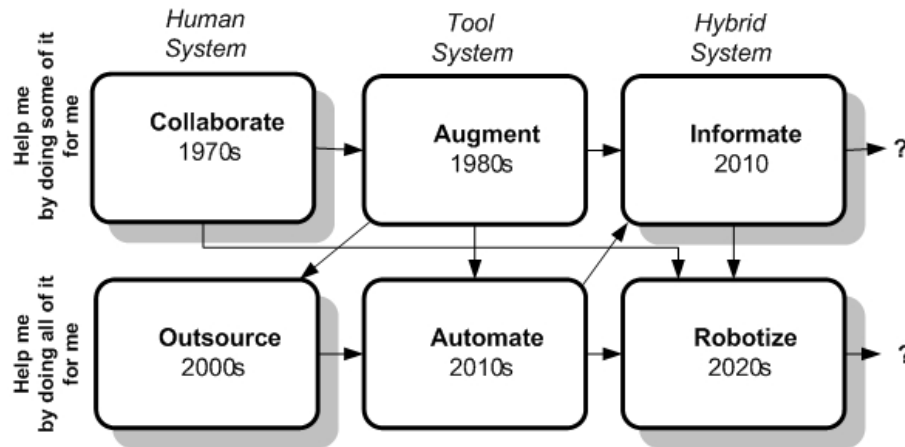 Human
System
Tool
System
Hybrid
System
Help me
by doing some of it
for me
Collaborate
1970s
Augment
1980s
Informate
2010
?
Help me
by doing all of it
for me
Outsource
2000s
Automate
2010s
Robotize
2020s
?